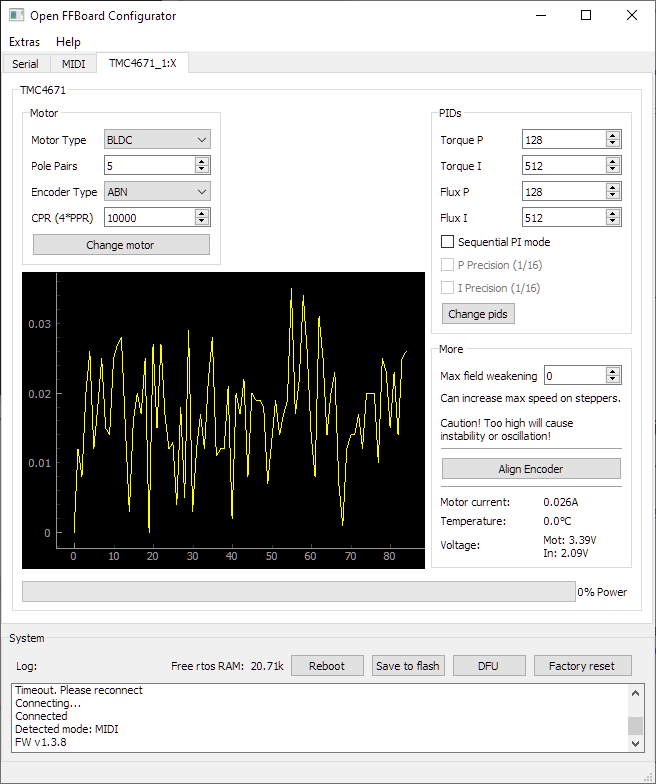 Open FFBoard Configurator
Extras Help
Serial MIDI TMC4671_1:X
TMC4671
Motor
Motor Type BLDC
Pole Pairs 5
Encoder Type ABN
CPR (4*PPR) 10000
Change motor
PIDs
Torque P 128
Torque I 512
Flux P 128
Flux I 512
Sequential PI mode
P Precision (1/16)
I Precision (1/16)
Change pids
0.03
0.02
0.01
0
0 10 20 30 40 50 60 70 80
More
Max field weakening 0
Can increase max speed on steppers.
Caution! Too high will cause
instability or oscillation!
Align Encoder
Motor current: 0.026A
Temperature: 0.0°C
Voltage: Mot: 3.39V
In: 2.09V
0% Power
System
Log: Free rtos RAM: 20.71k Reboot Save to flash DFU Factory reset
Timeout. Please reconnect
Connecting...
Connected
Detected mode: MIDI
FW v1.3.8